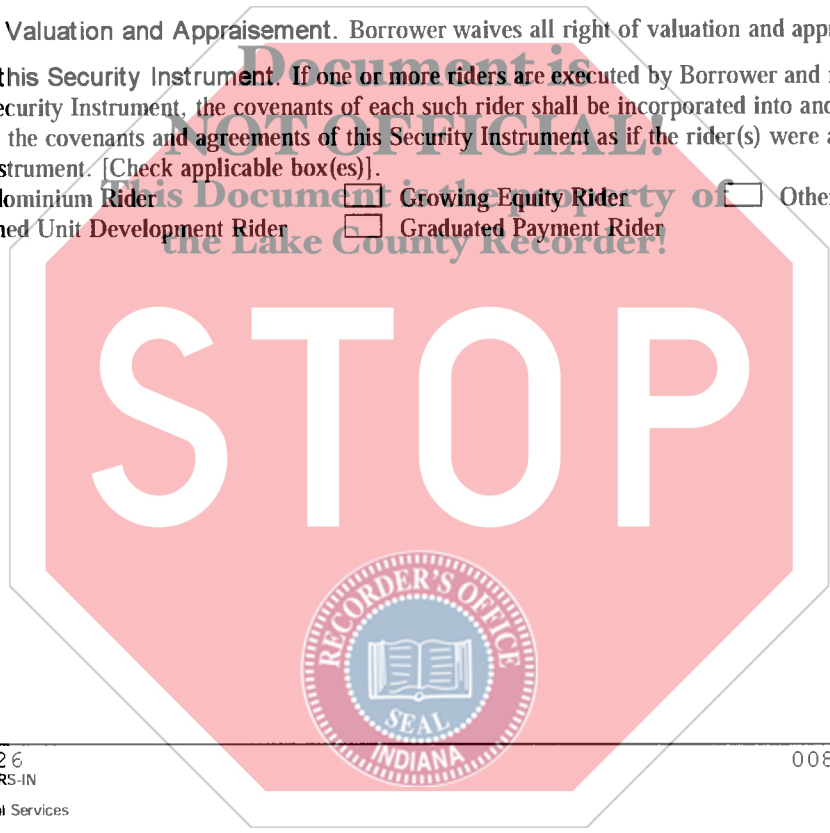 Valuation and Appraisement. Borrower waives all right of valuation and
Document is
this Security Instrument. If one or more riders are executed by Borrower and
Security Instrument, the covenants of each such rider shall be incorporated into and
NOT OFFICIAL!
the covenants and agreements of this Security Instrument as if the rider(s) were
strument. [Check applicable box(es)].
This Document is the property of
dominium Rider Growing Equity Rider Other
the Lake County Recorder!
ned Unit Development Rider Graduated Payment Rider
STOP
RECORDER'S OFFICE
SEAL
INDIANA
26 008
RS-IN
Services